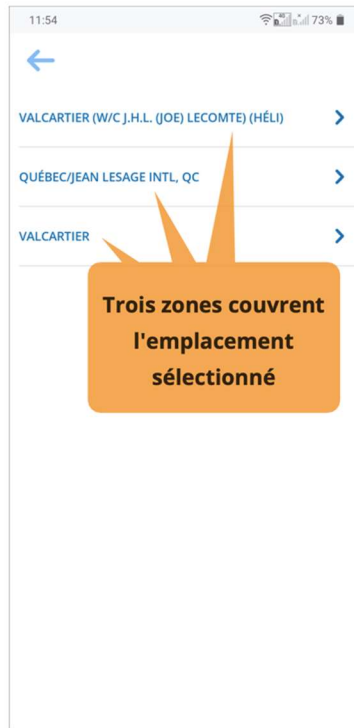 11:54
73%
VALCARTIER (W/C J.H.L. (JOE) LECOMTE) (HÉLI)
QUÉBEC/JEAN LESAGE INTL, QC
VALCARTIER
Trois zones couvrent
l'emplacement
sélectionné